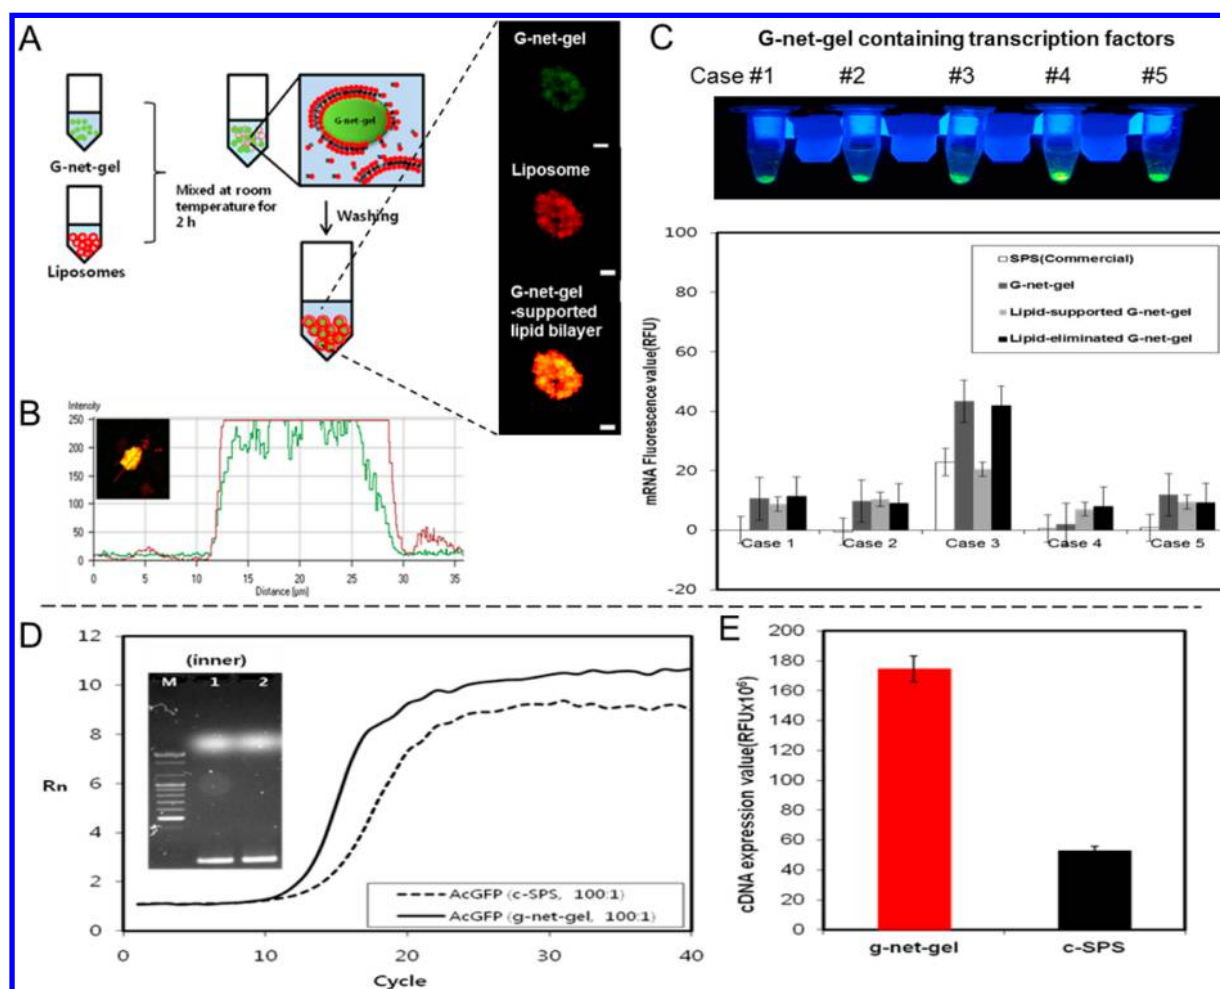 A
G-net-gel
Liposomes
Mixed at room
temperature for
2 h
G-net-gel
Washing
G-net-gel
Liposome
G-net-gel
-supported
lipid bilayer
B
Intencity
250
200
150
100
50
0
0 5 10 15 20 25 30 35
Distance [µm]
C
G-net-gel containing transcription factors
Case #1 #2 #3 #4 #5
mRNA Fluorescence value(RFU)
100
80
60
40
20
0
-20
SPS(Commercial)
G-net-gel
Lipid-supported G-net-gel
Lipid-eliminated G-net-gel
Case 1 Case 2 Case 3 Case 4 Case 5
D
Rn
12
10
8
6
4
2
0
(inner)
M 1 2
AcGFP (c-SPS, 100:1)
AcGFP (g-net-gel, 100:1)
0 10 20 30 40
Cycle
E
cDNA expression value(RFUx10⁶)
200
180
160
140
120
100
80
60
40
20
0
g-net-gel c-SPS